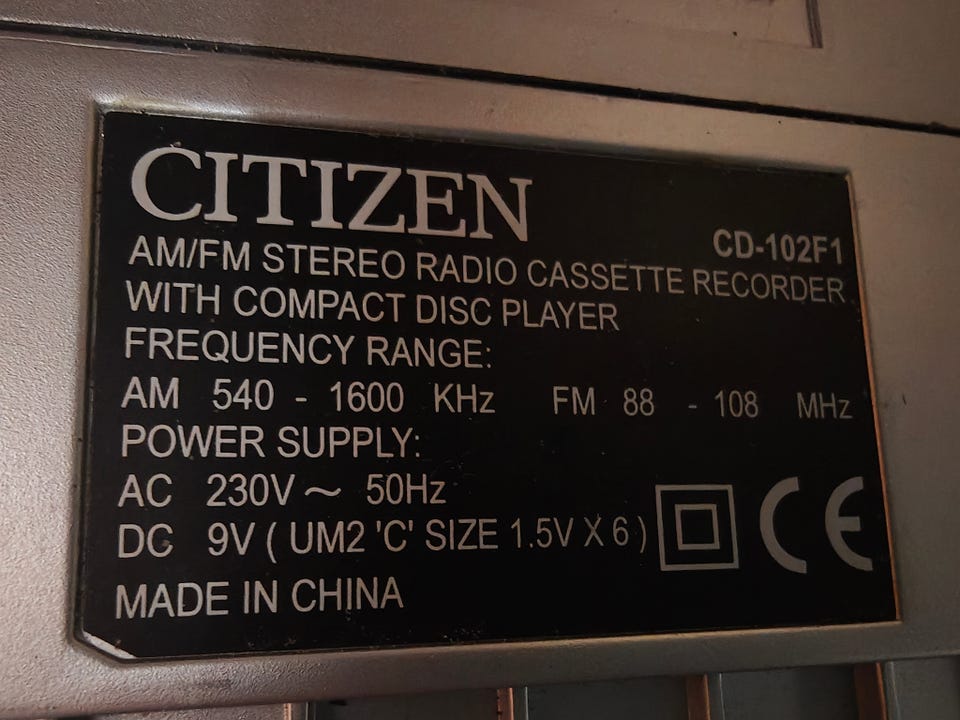 CITIZEN
CD-102F1
AM/FM STEREO RADIO CASSETTE RECORDER
WITH COMPACT DISC PLAYER
FREQUENCY RANGE:
AM 540 - 1600 KHz FM 88 - 108 MHz
POWER SUPPLY:
AC 230V ~ 50Hz
DC 9V ( UM2 'C' SIZE 1.5V X 6 ) CE
MADE IN CHINA